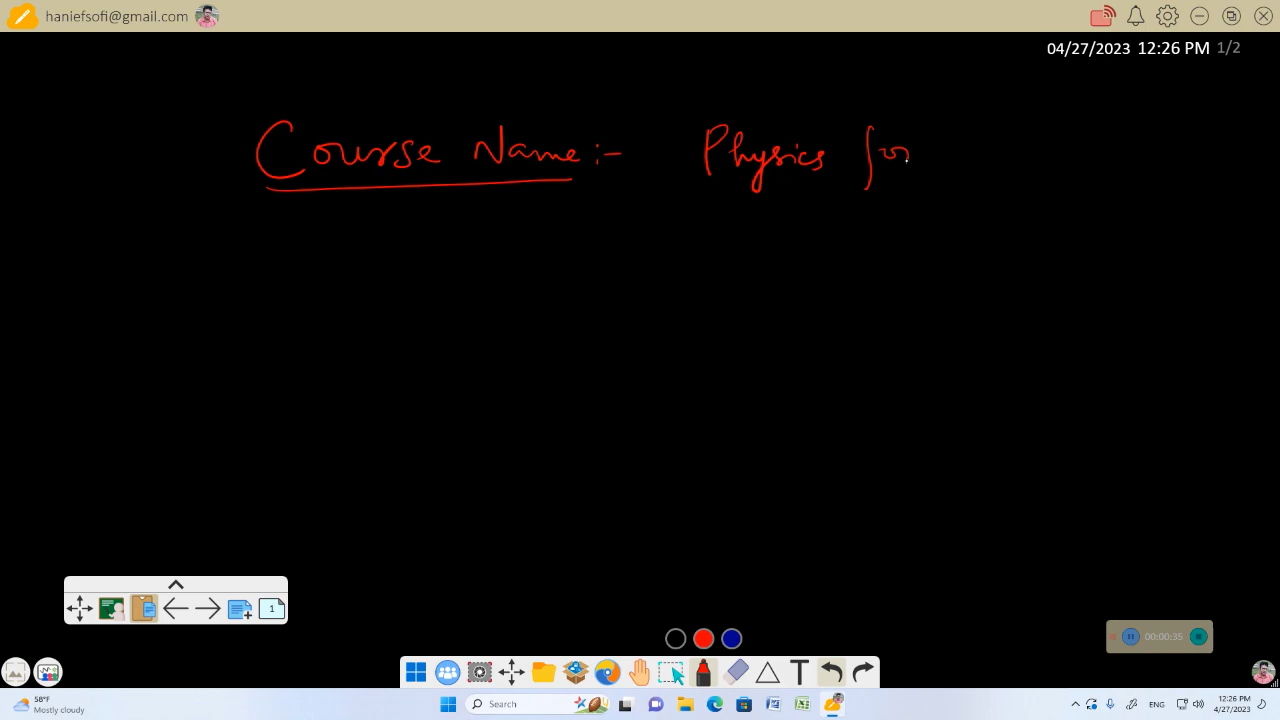 haniefsofi@gmail.com
04/27/2023 12:26 PM 1/2
Course Name:- Physics for
1
00:00:35
T
58°F
Mostly cloudy
Search
ENG
12:26 PM
4/27/2023